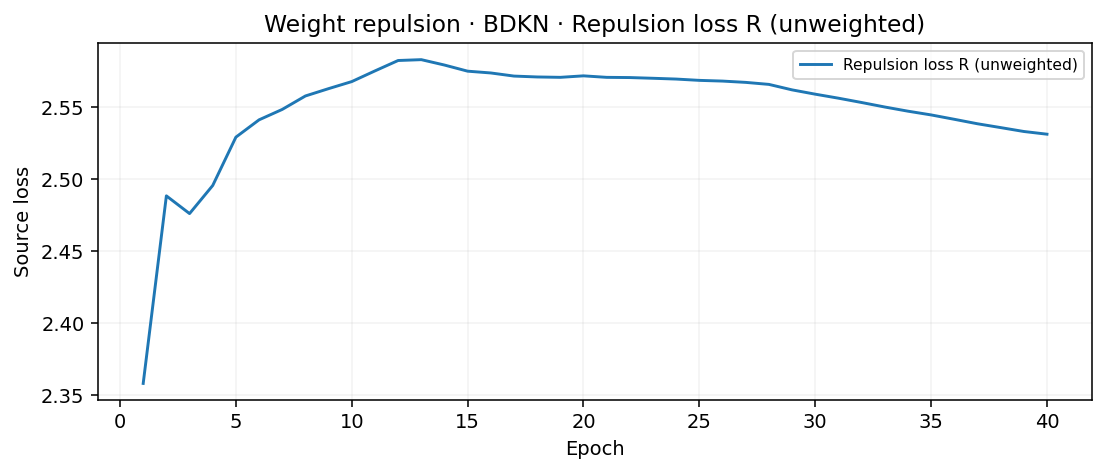 Weight repulsion · BDKN · Repulsion loss R (unweighted)
Repulsion loss R (unweighted)
Source loss
2.55
2.50
2.45
2.40
2.35
0 5 10 15 20 25 30 35 40
Epoch